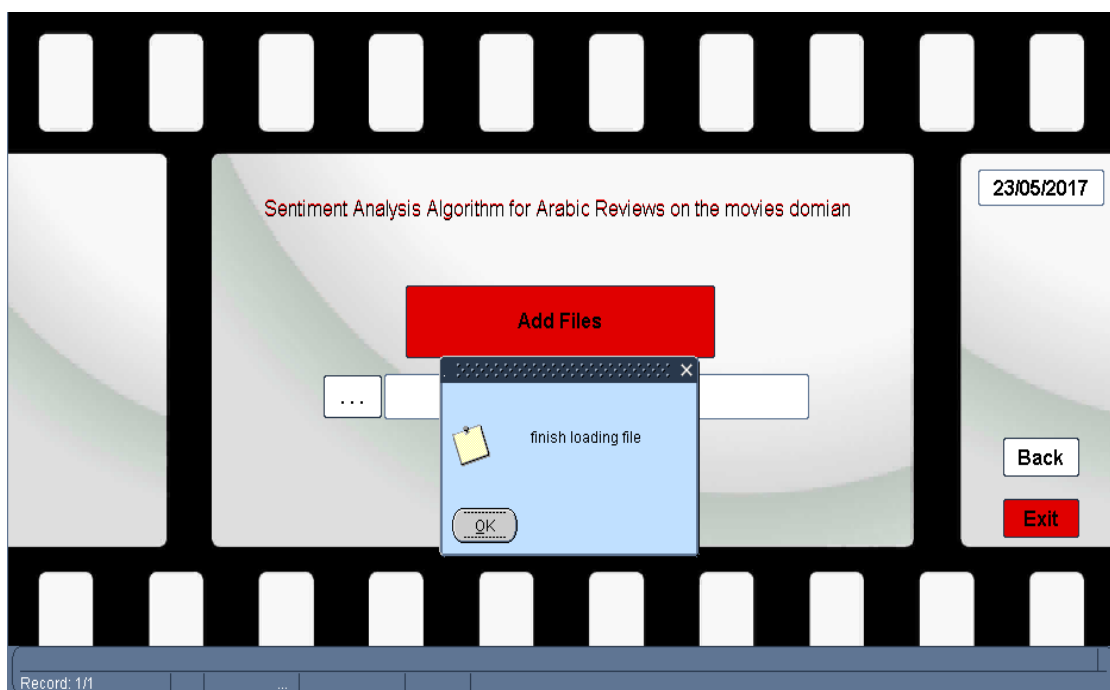 23/05/2017
Sentiment Analysis Algorithm for Arabic Reviews on the movies domian
Add Files
...
finish loading file
OK
Back
Exit
Record: 1/1
...